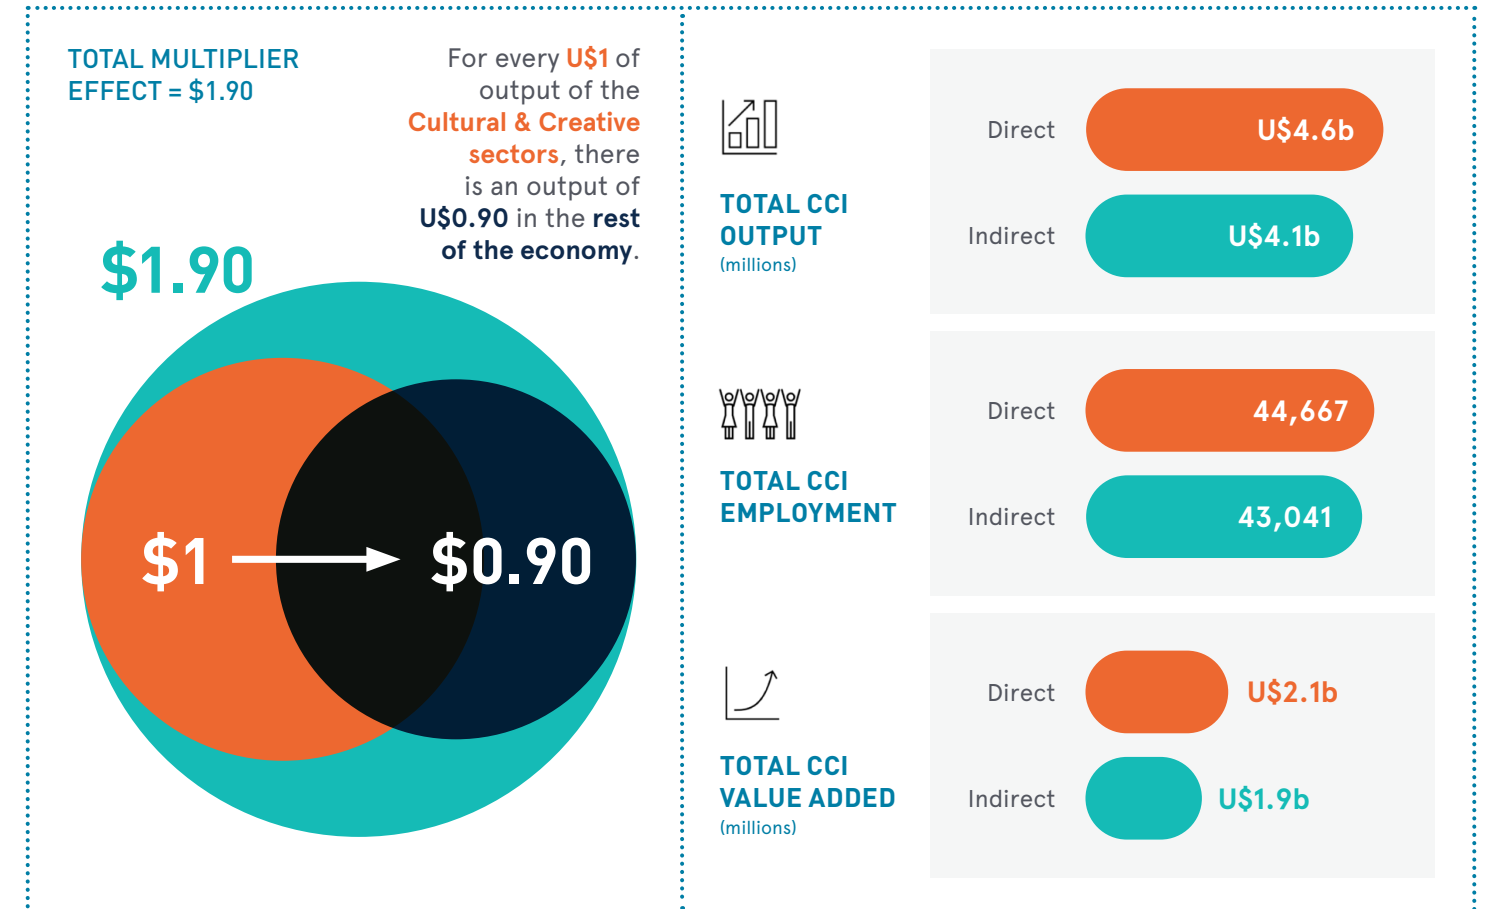 TOTAL MULTIPLIER
EFFECT = $1.90
For every U$1 of
output of the
Cultural & Creative
sectors, there
is an output of
U$0.90 in the rest
of the economy.
$1.90
$1
$0.90
TOTAL CCI
OUTPUT
(millions)
Direct
U$4.6b
Indirect
U$4.1b
TOTAL CCI
EMPLOYMENT
Direct
44,667
Indirect
43,041
TOTAL CCI
VALUE ADDED
(millions)
Direct
U$2.1b
Indirect
U$1.9b